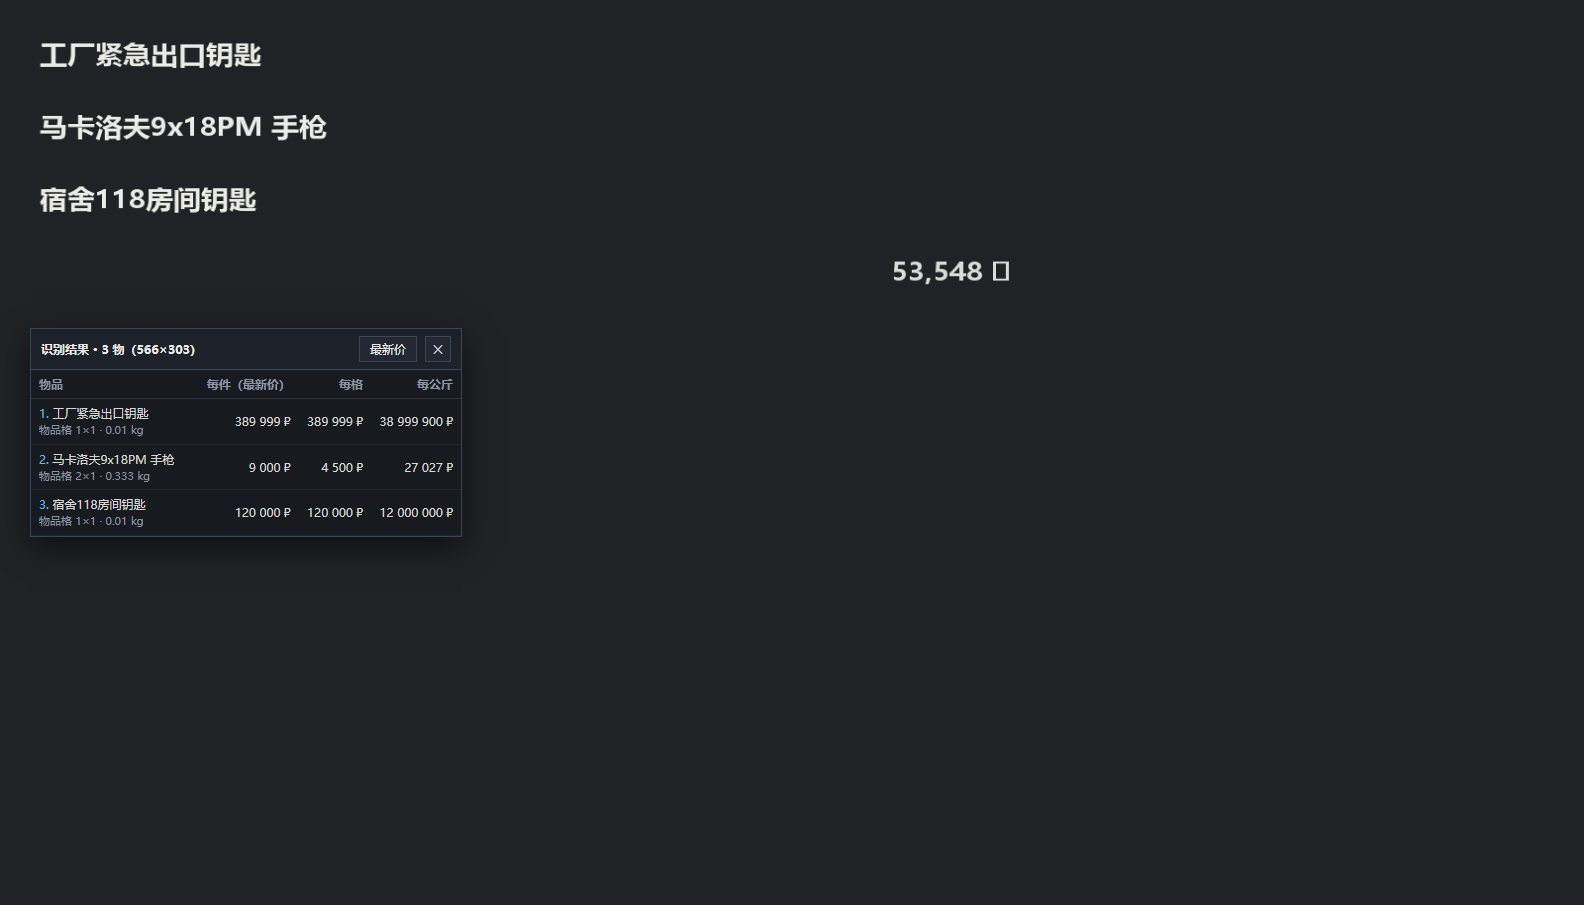 工厂紧急出口钥匙
马卡洛夫9x18PM 手枪
宿舍118房间钥匙
53,548 
识别结果 • 3 物（566×303） 最新价 ×
物品 每件（最新价） 每格 每公斤
1. 工厂紧急出口钥匙 389 999 ₽ 389 999 ₽ 38 999 900 ₽
物品格 1×1 · 0.01 kg
2. 马卡洛夫9x18PM 手枪 9 000 ₽ 4 500 ₽ 27 027 ₽
物品格 2×1 · 0.333 kg
3. 宿舍118房间钥匙 120 000 ₽ 120 000 ₽ 12 000 000 ₽
物品格 1×1 · 0.01 kg